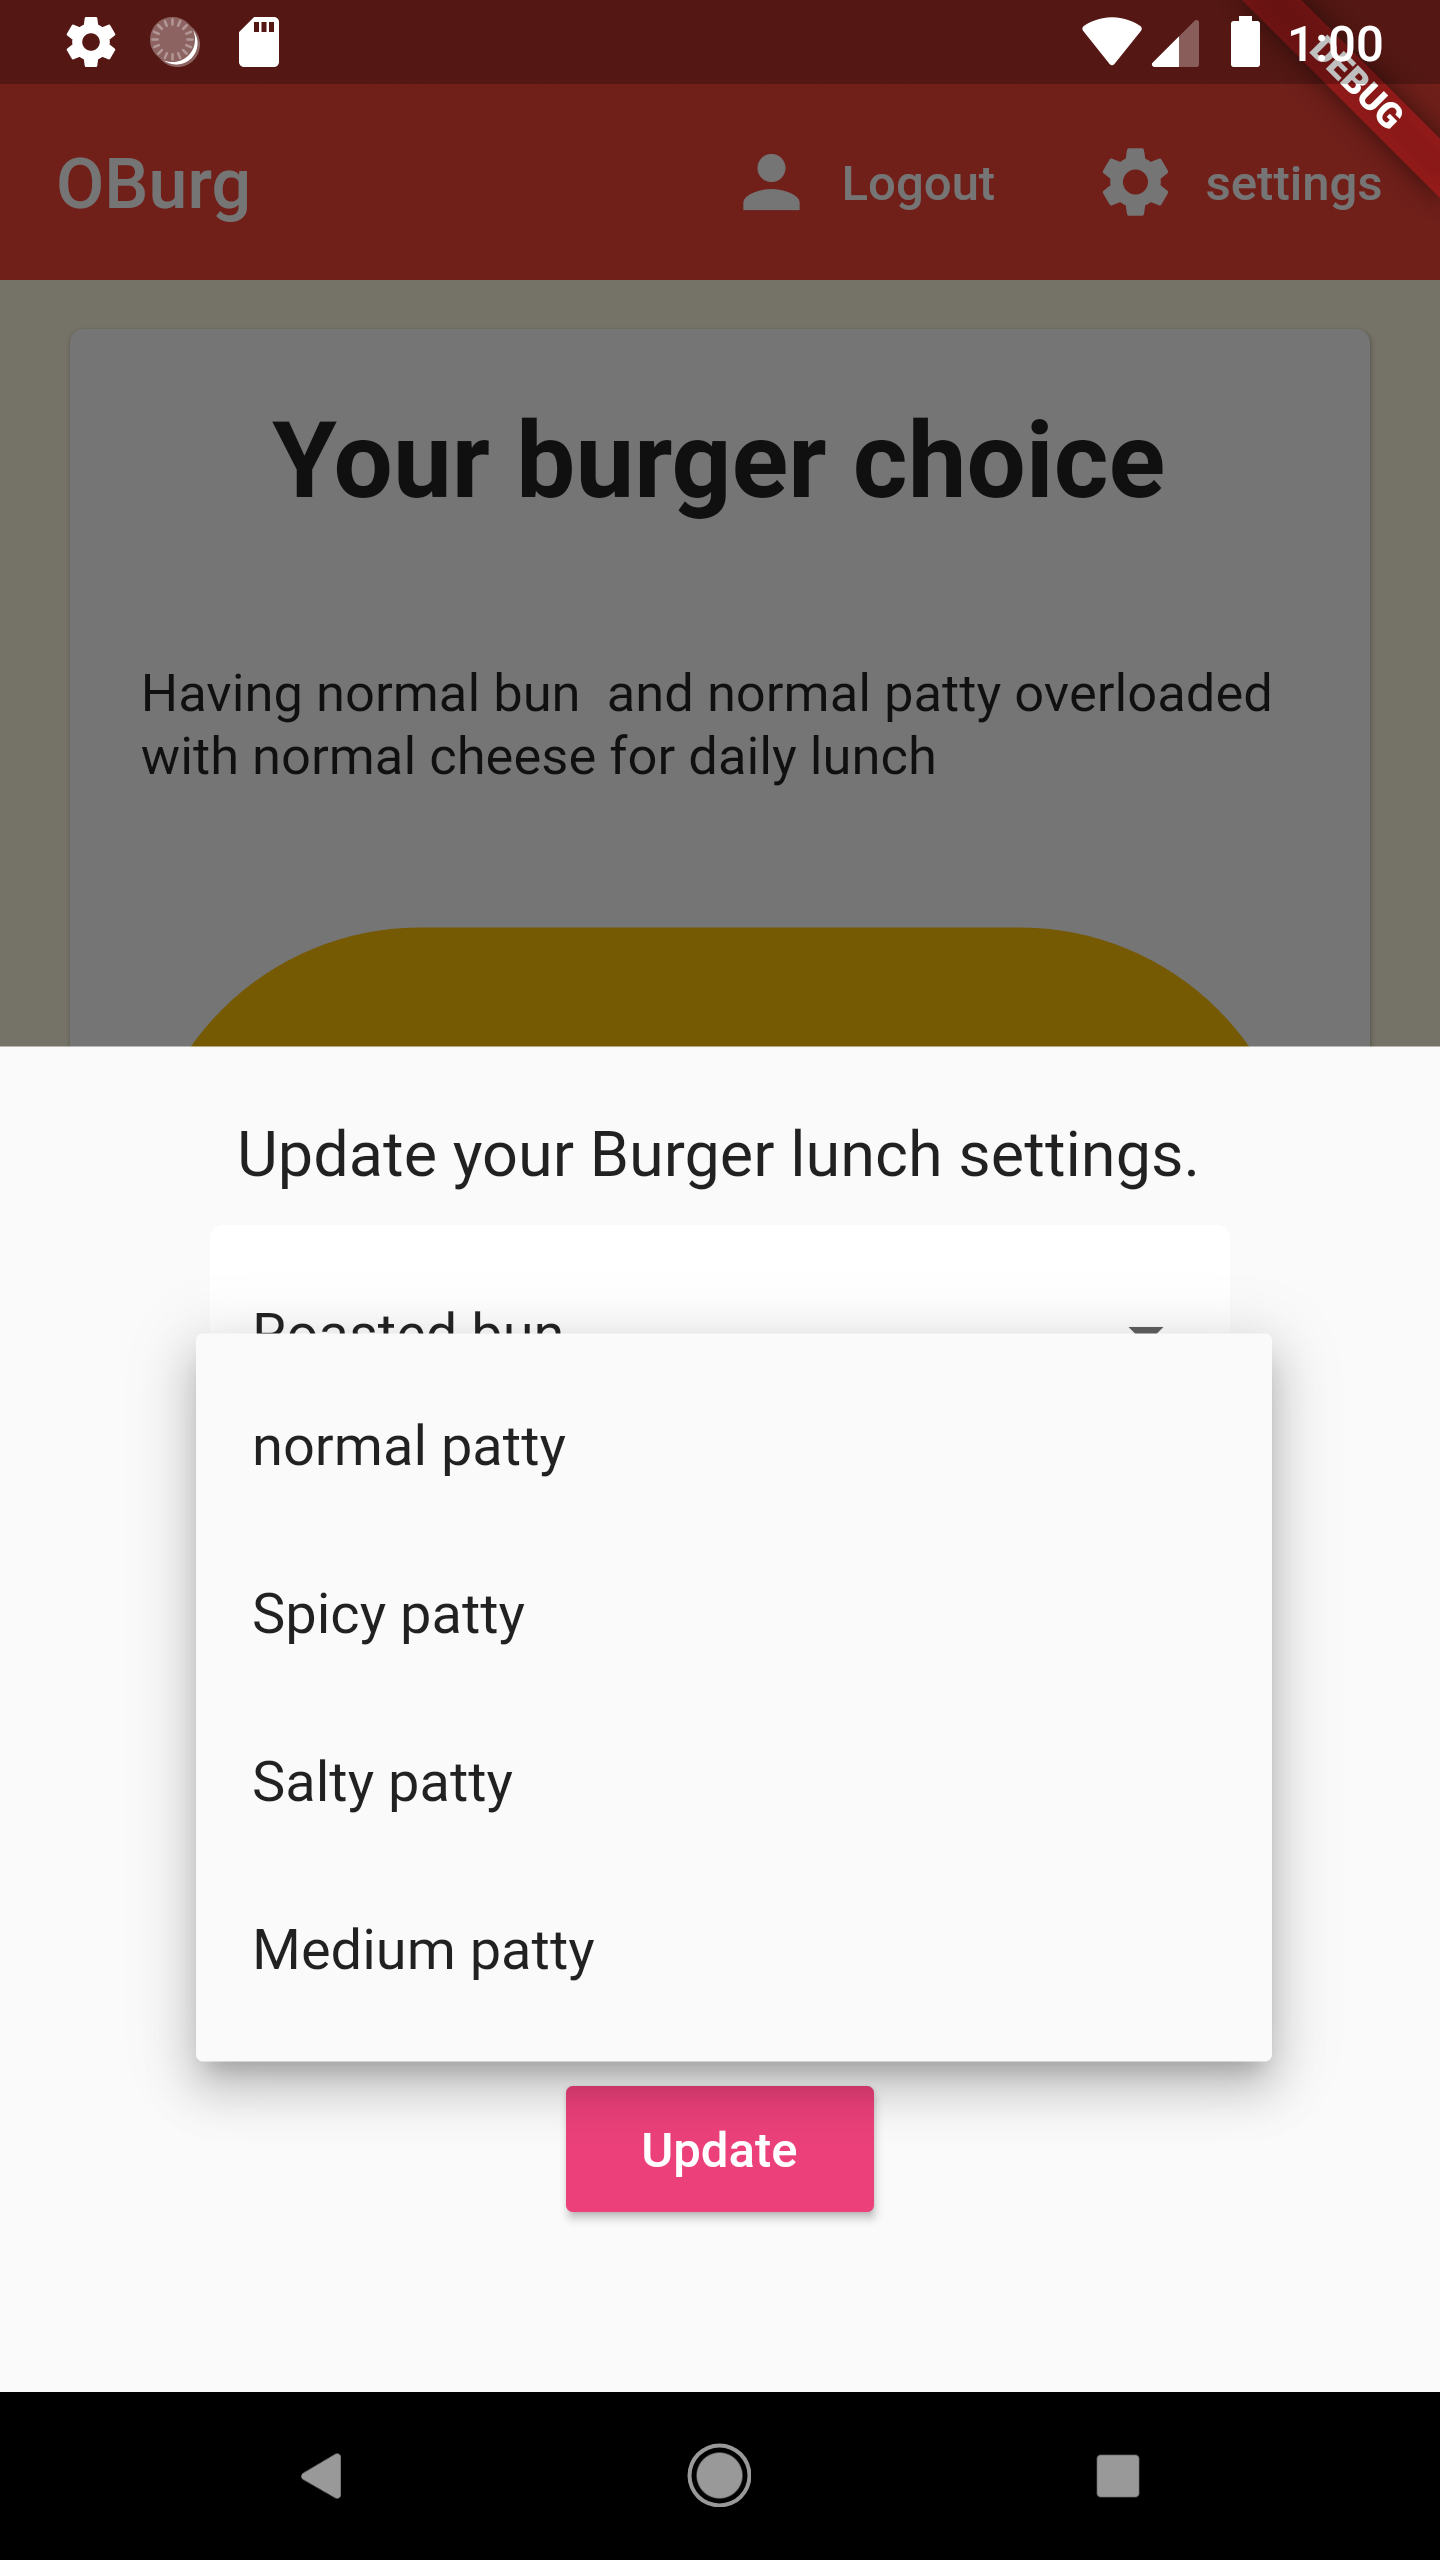 1:00
DEBUG
OBurg
Logout
settings
Your burger choice
Having normal bun  and normal patty overloaded
with normal cheese for daily lunch
Update your Burger lunch settings.
Roasted bun
normal patty
Spicy patty
Salty patty
Medium patty
Update